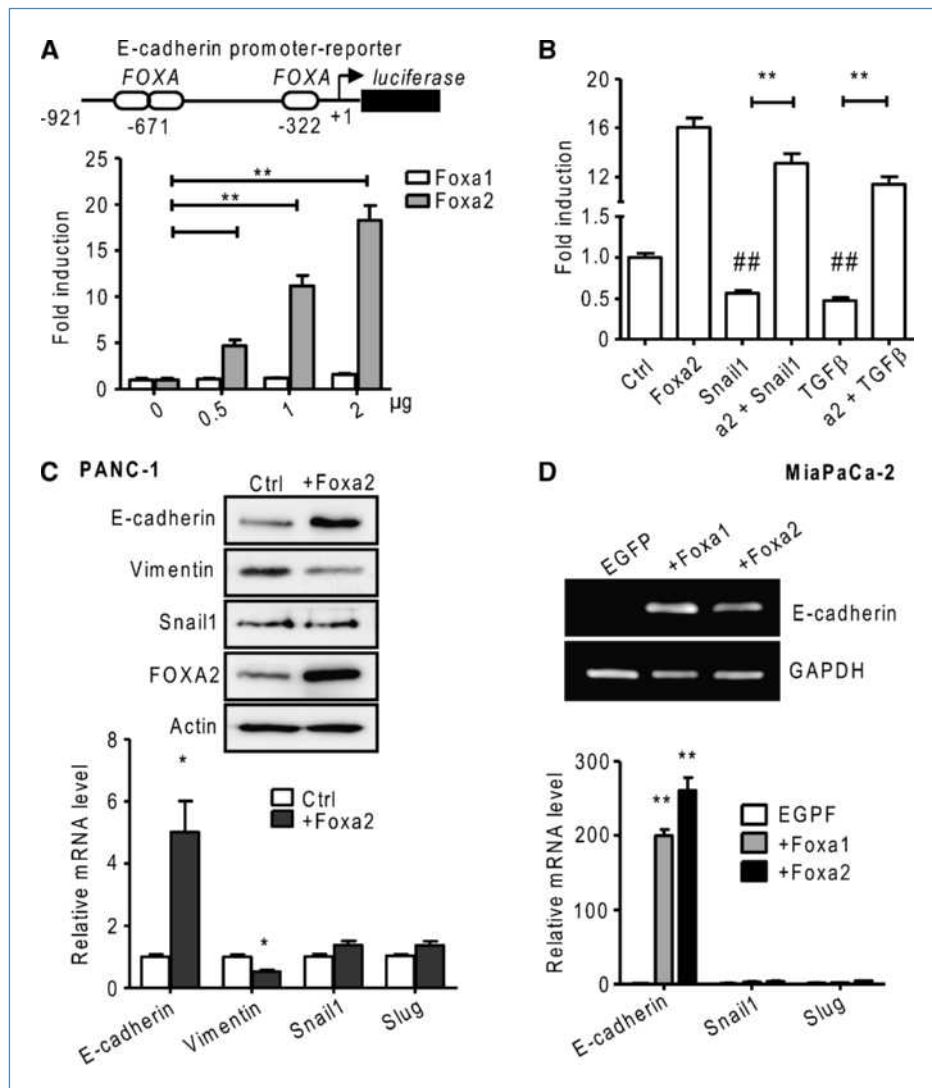 A
E-cadherin promoter-reporter
FOXA FOXA luciferase
-921 -671 -322 +1
25
20
15
10
5
0
Fold induction
**
**
Foxa1
Foxa2
0 0.5 1 2 µg
B
20
16
12
1.0
0.5
0
Fold induction
** **
## ##
Ctrl Foxa2 Snail1 a2 + Snail1 TGFβ a2 + TGFβ
C PANC-1
Ctrl +Foxa2
E-cadherin
Vimentin
Snail1
FOXA2
Actin
8
6
4
2
0
Relative mRNA level
*
*
Ctrl
+Foxa2
E-cadherin Vimentin Snail1 Slug
D MiaPaCa-2
EGFP +Foxa1 +Foxa2
E-cadherin
GAPDH
300
200
100
0
Relative mRNA level
** **
EGPF
+Foxa1
+Foxa2
E-cadherin Snail1 Slug